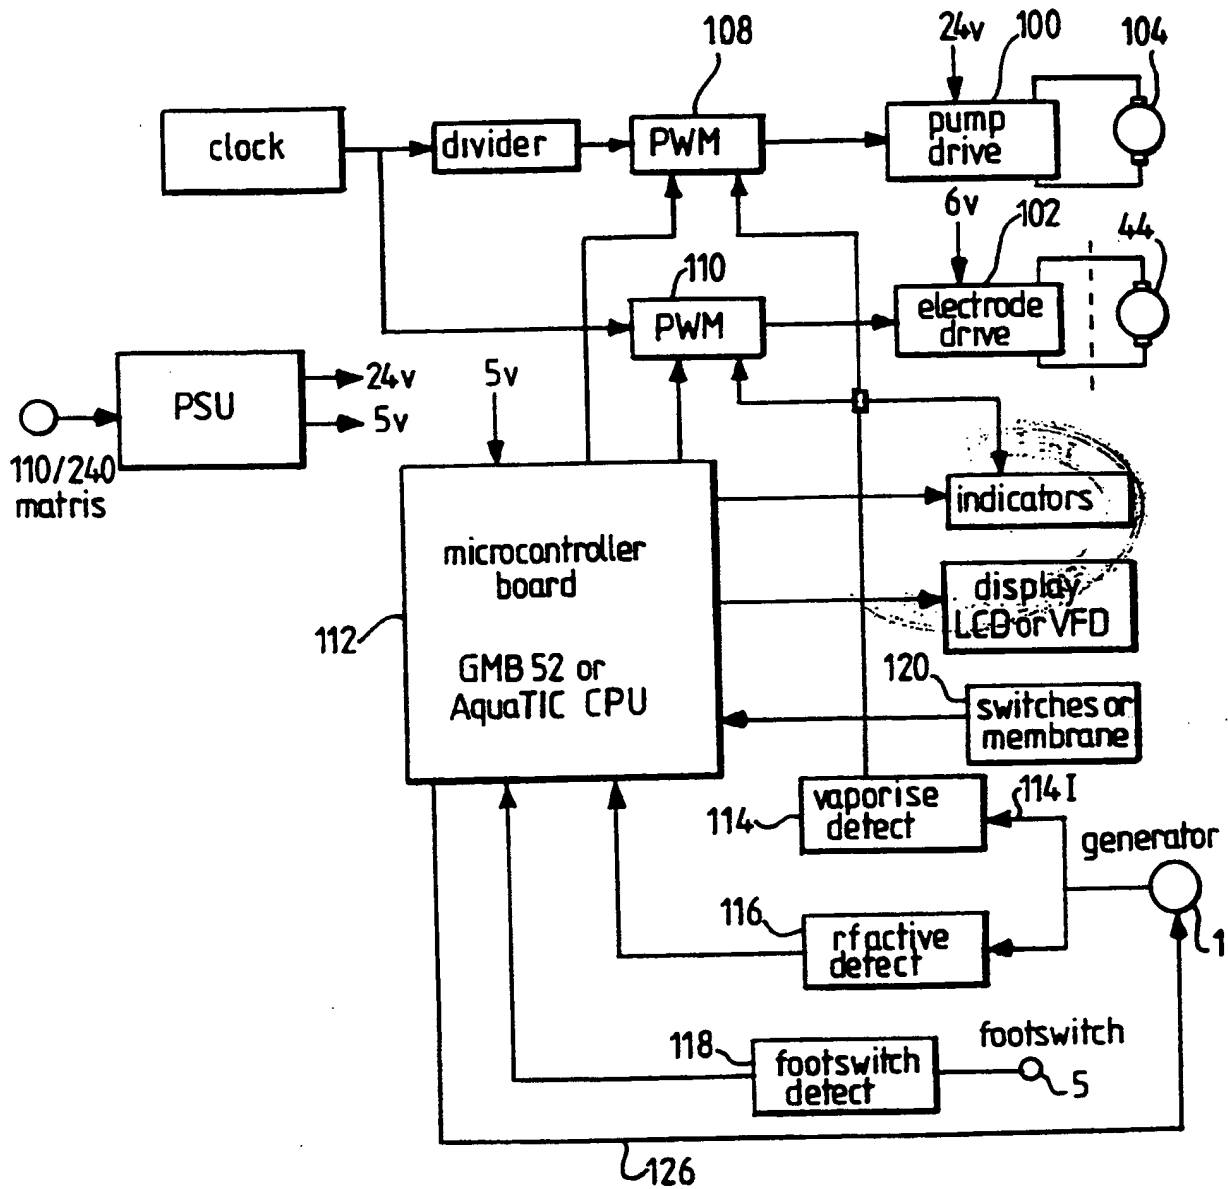 108
24v 100
104
clock
divider
PWM
pump
drive
6v 102
44
110
PWM
electrode
drive
PSU
24v
5v
5v
110/240
matris
indicators
microcontroller
board
112
display
LCD or VFD
GMB 52 or
AquaTIC CPU
120
switches or
membrane
114
vaporise
detect
114 I
generator
116
rf active
detect
1
118
footswitch
detect
footswitch
5
126